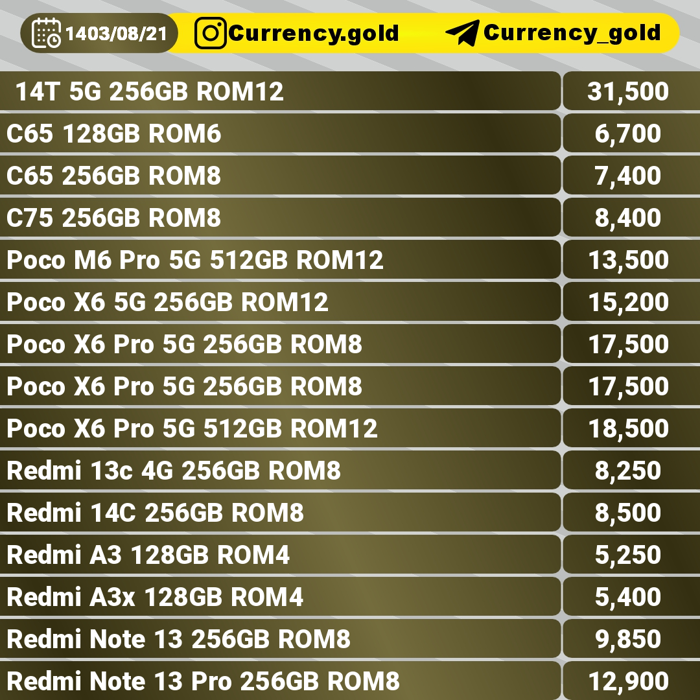 1403/08/21 Currency.gold Currency_gold
14T 5G 256GB ROM12 31,500
C65 128GB ROM6 6,700
C65 256GB ROM8 7,400
C75 256GB ROM8 8,400
Poco M6 Pro 5G 512GB ROM12 13,500
Poco X6 5G 256GB ROM12 15,200
Poco X6 Pro 5G 256GB ROM8 17,500
Poco X6 Pro 5G 256GB ROM8 17,500
Poco X6 Pro 5G 512GB ROM12 18,500
Redmi 13c 4G 256GB ROM8 8,250
Redmi 14C 256GB ROM8 8,500
Redmi A3 128GB ROM4 5,250
Redmi A3x 128GB ROM4 5,400
Redmi Note 13 256GB ROM8 9,850
Redmi Note 13 Pro 256GB ROM8 12,900